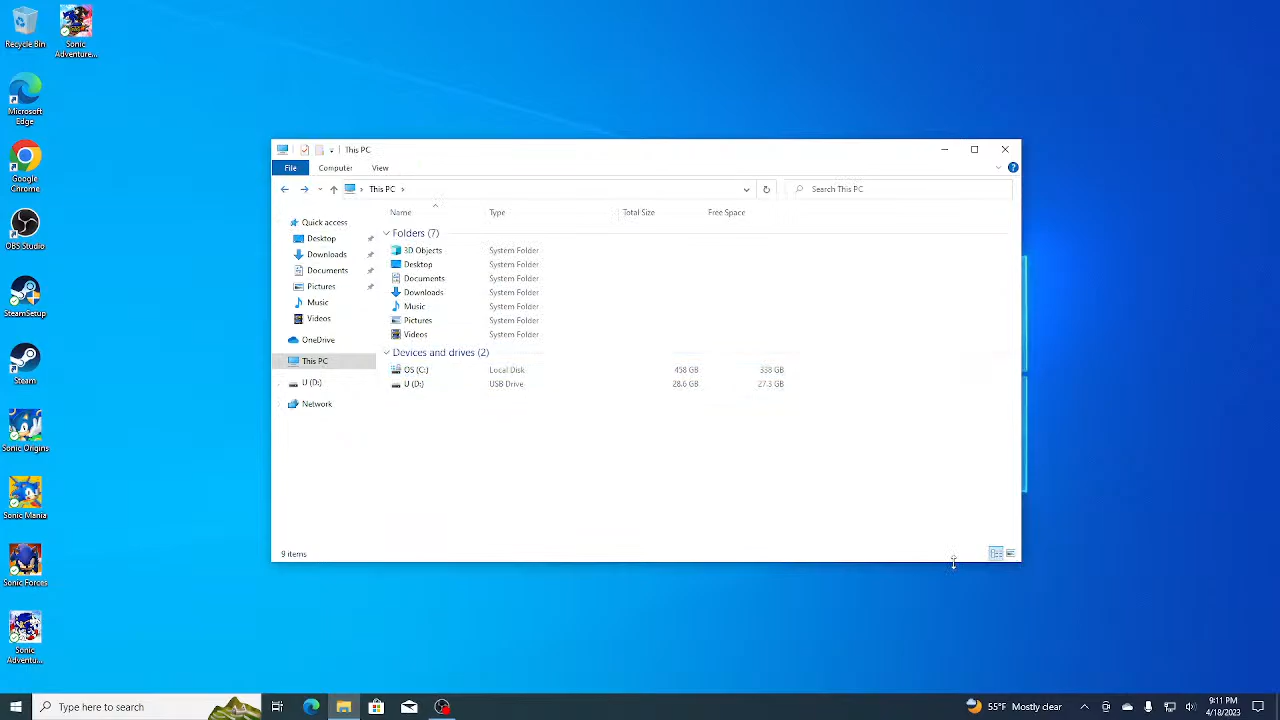 Recycle Bin
Sonic
Adventure...
Microsoft
Edge
Google
Chrome
OBS Studio
SteamSetup
Steam
Sonic Origins
Sonic Mania
Sonic Forces
Sonic
Adventu...
This PC
File
Computer
View
This PC
Search This PC
Name
Type
Total Size
Free Space
Quick access
Desktop
Downloads
Documents
Pictures
Music
Videos
OneDrive
This PC
U (D:)
Network
Folders (7)
3D Objects System Folder
Desktop System Folder
Documents System Folder
Downloads System Folder
Music System Folder
Pictures System Folder
Videos System Folder
Devices and drives (2)
OS (C:) Local Disk 458 GB 338 GB
U (D:) USB Drive 28.6 GB 27.3 GB
9 items
Type here to search
55°F Mostly clear
9:11 PM
4/18/2023